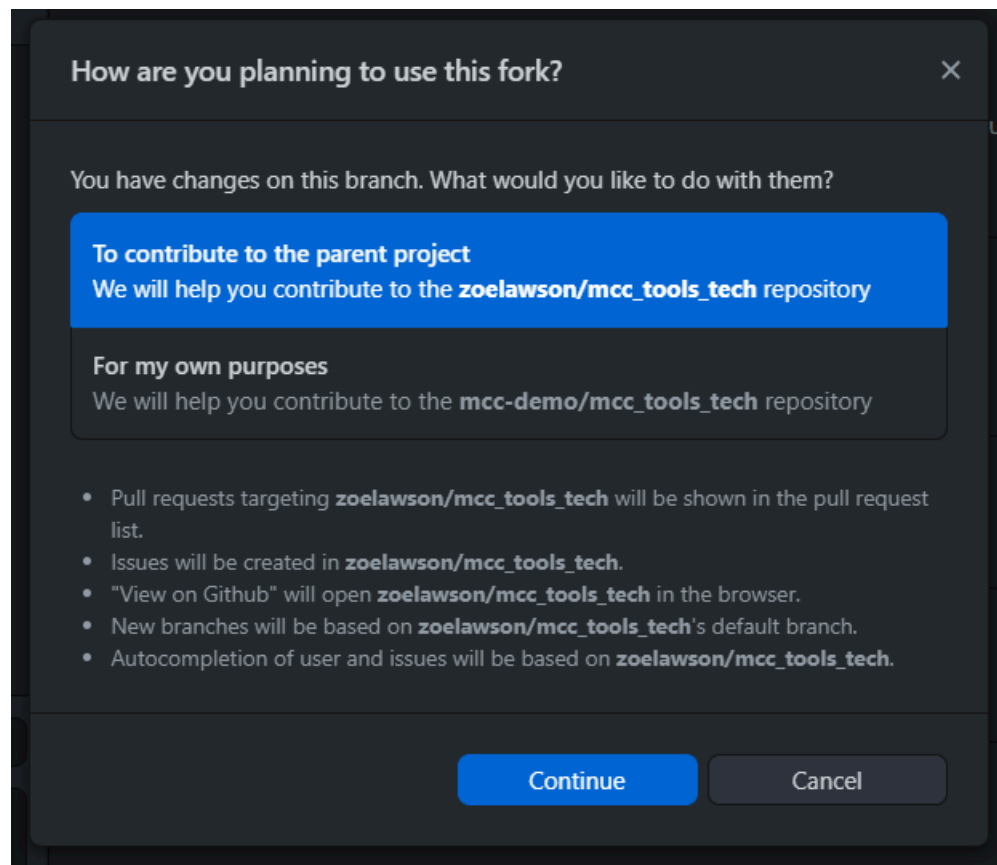 How are you planning to use this fork?
You have changes on this branch. What would you like to do with them?
To contribute to the parent project
We will help you contribute to the zoelawson/mcc_tools_tech repository
For my own purposes
We will help you contribute to the mcc-demo/mcc_tools_tech repository
• Pull requests targeting zoelawson/mcc_tools_tech will be shown in the pull request
list.
• Issues will be created in zoelawson/mcc_tools_tech.
• "View on Github" will open zoelawson/mcc_tools_tech in the browser.
• New branches will be based on zoelawson/mcc_tools_tech's default branch.
• Autocompletion of user and issues will be based on zoelawson/mcc_tools_tech.
Continue Cancel